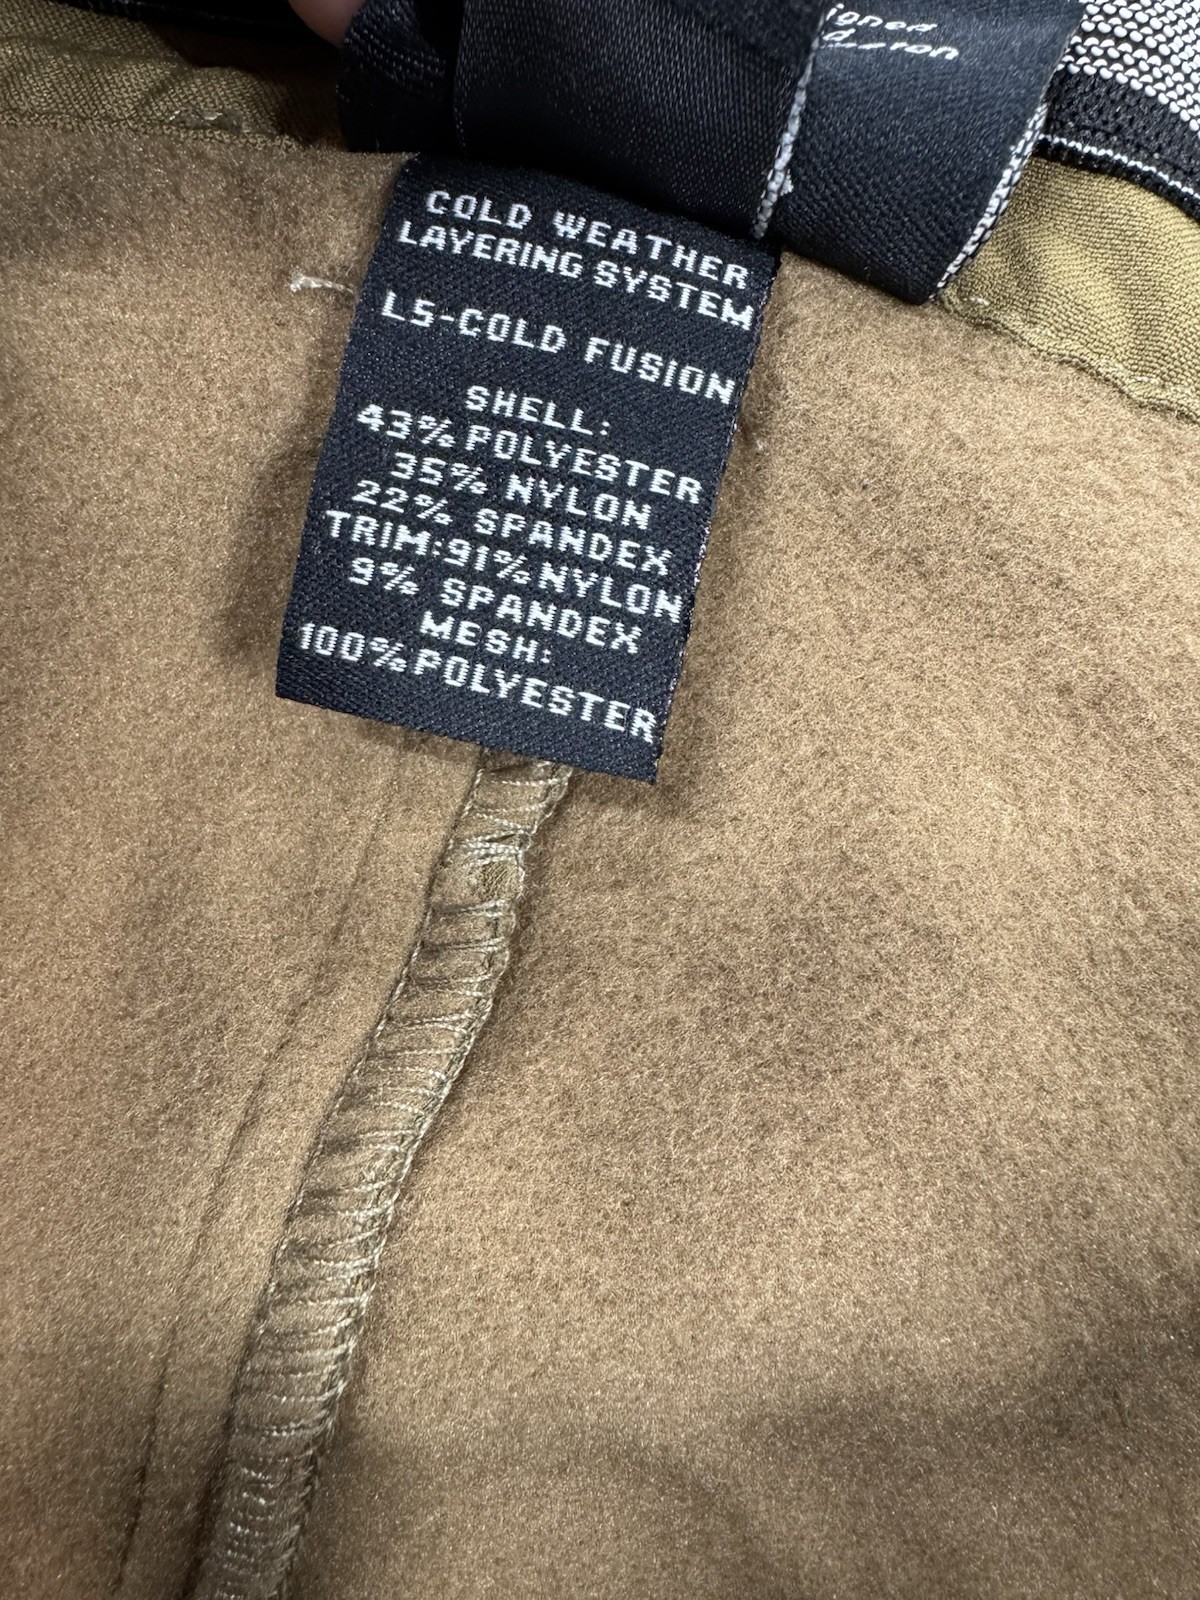 COLD WEATHER
LAYERING SYSTEM
L5-COLD FUSION
SHELL:
43% POLYESTER
35% NYLON
22% SPANDEX
TRIM:91% NYLON
9% SPANDEX
MESH:
100% POLYESTER